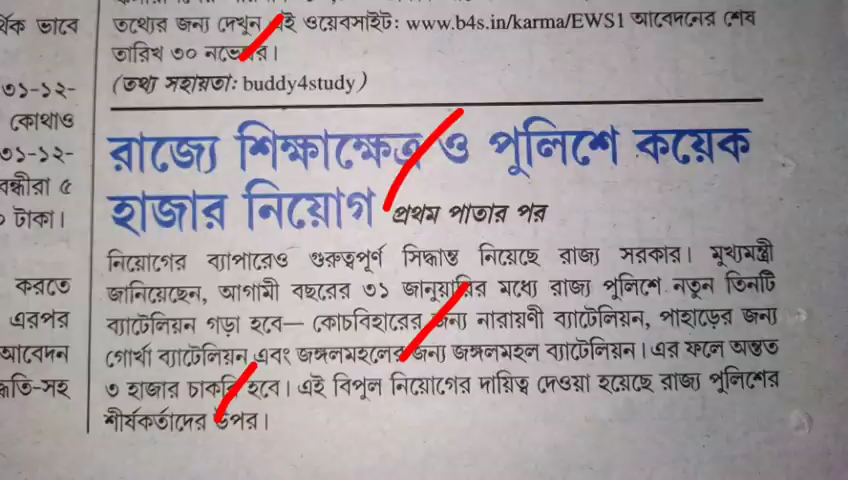 র্থিক ভাবে
৩১-১২-
কোথাও
৩১-১২-
বন্ধীরা ৫
টাকা।
করতে
এরপর
আবেদন
সহ
তথ্যের জন্য দেখুন এই ওয়েবসাইট: www.b4s.in/karma/EWS1 আবেদনের শেষ
তারিখ ৩০ নভেম্বর।
(তথ্য সহায়তা: buddy4study)
রাজ্যে শিক্ষাক্ষেত্র ও পুলিশে কয়েক
হাজার নিয়োগ প্রথম পাতার পর
নিয়োগের ব্যাপারেও গুরুত্বপূর্ণ সিদ্ধান্ত নিয়েছে রাজ্য সরকার। মুখ্যমন্ত্রী
জানিয়েছেন, আগামী বছরের ৩১ জানুয়ারির মধ্যে রাজ্য পুলিশে নতুন তিনটি
ব্যাটেলিয়ন গড়া হবে— কোচবিহারের জন্য নারায়ণী ব্যাটেলিয়ন, পাহাড়ের জন্য
গোর্খা ব্যাটেলিয়ন এবং জঙ্গলমহলের জন্য জঙ্গলমহল ব্যাটেলিয়ন। এর ফলে অন্তত
৩ হাজার চাকরি হবে। এই বিপুল নিয়োগের দায়িত্ব দেওয়া হয়েছে রাজ্য পুলিশের
শীর্ষকর্তাদের উপর।